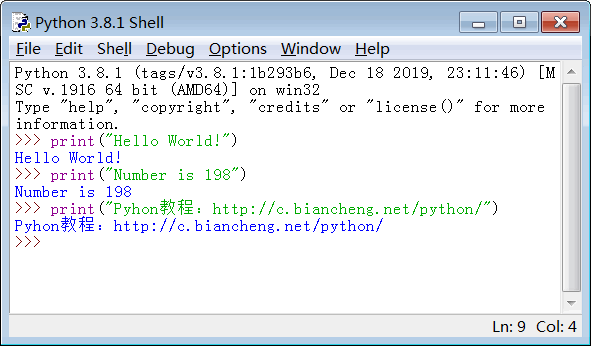 Python 3.8.1 Shell
File Edit Shell Debug Options Window Help
Python 3.8.1 (tags/v3.8.1:1b293b6, Dec 18 2019, 23:11:46) [M
SC v.1916 64 bit (AMD64)] on win32
Type "help", "copyright", "credits" or "license()" for more
information.
>>> print("Hello World!")
Hello World!
>>> print("Number is 198")
Number is 198
>>> print("Pyhon教程：http://c.biancheng.net/python/")
Pyhon教程：http://c.biancheng.net/python/
>>>
Ln: 9 Col: 4